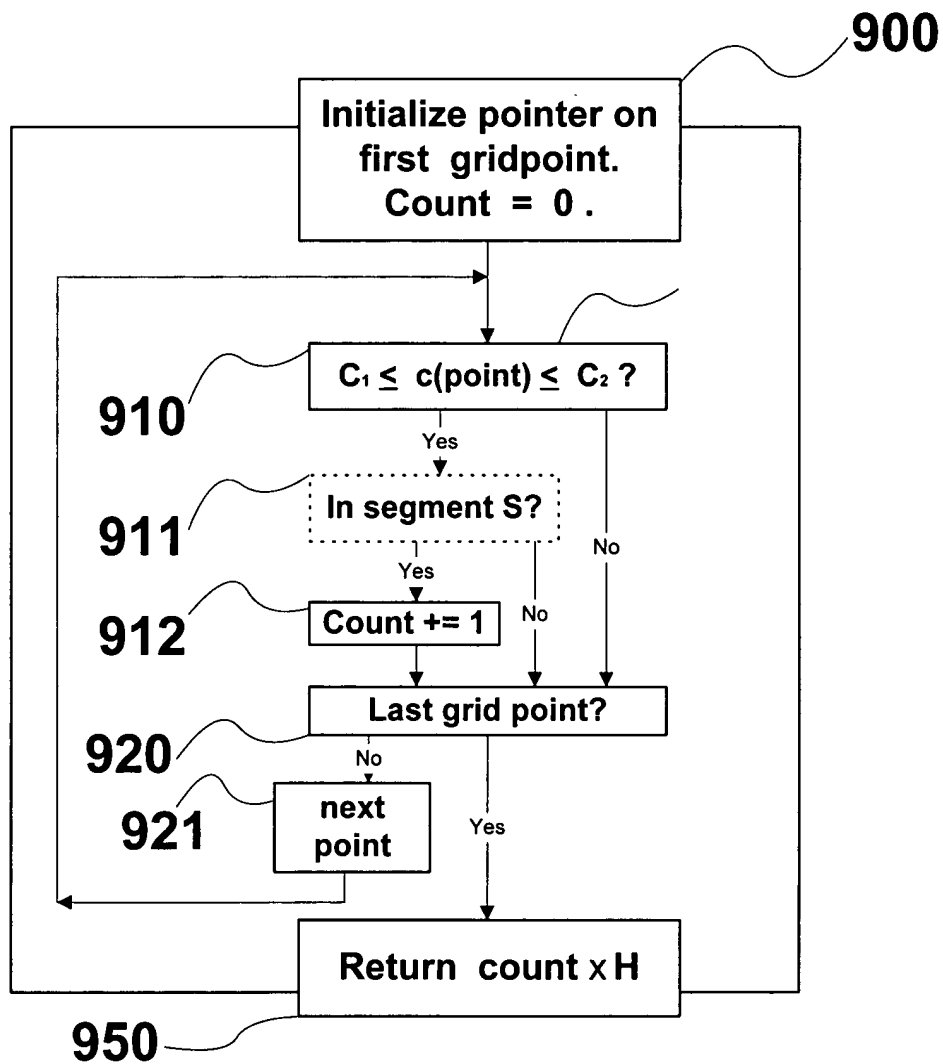 900
Initialize pointer on
first gridpoint.
Count = 0 .
910
C₁ ≤ c(point) ≤ C₂ ?
Yes
No
911
In segment S?
Yes
No
912
Count += 1
920
Last grid point?
No
Yes
921
next
point
Return count x H
950